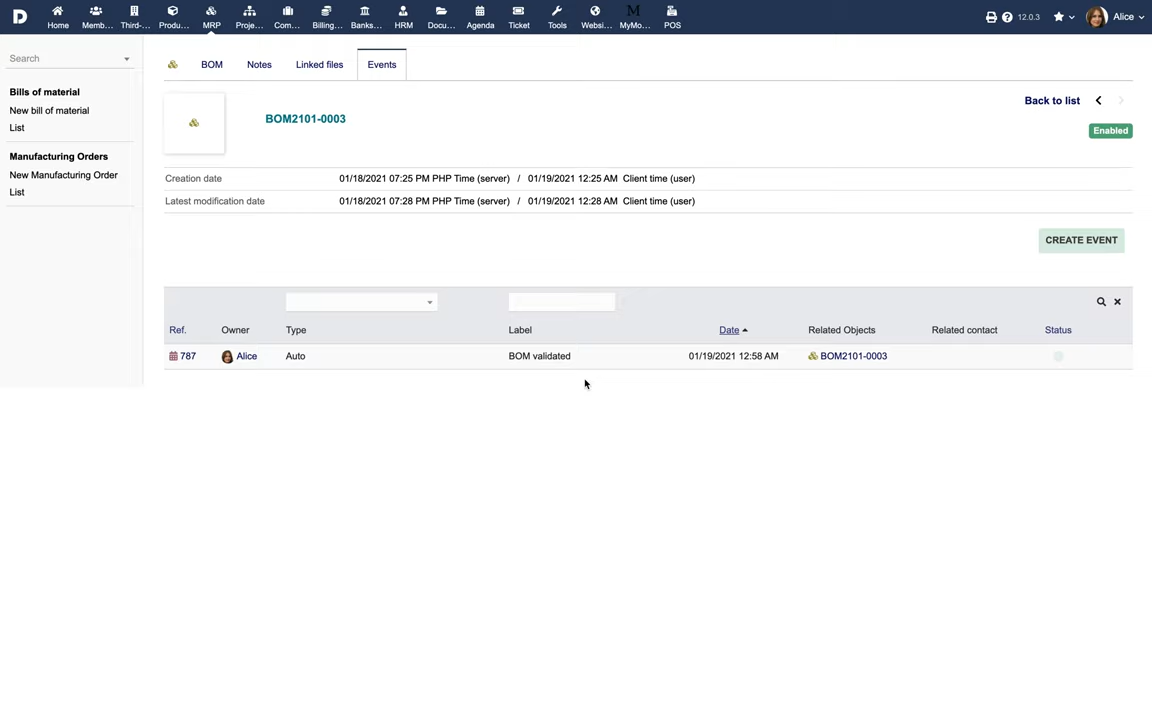 D Home Memb... Third-... Produ... MRP Proje... Com... Billing... Banks... HRM Docu... Agenda Ticket Tools Websi... M MyMo... POS 12.0.3 Alice
Search
BOM Notes Linked files Events
Bills of material
New bill of material
List
Manufacturing Orders
New Manufacturing Order
List
BOM2101-0003
Back to list
Enabled
Creation date 01/18/2021 07:25 PM PHP Time (server) / 01/19/2021 12:25 AM Client time (user)
Latest modification date 01/18/2021 07:28 PM PHP Time (server) / 01/19/2021 12:28 AM Client time (user)
CREATE EVENT
Ref. Owner Type Label Date Related Objects Related contact Status
787 Alice Auto BOM validated 01/19/2021 12:58 AM BOM2101-0003